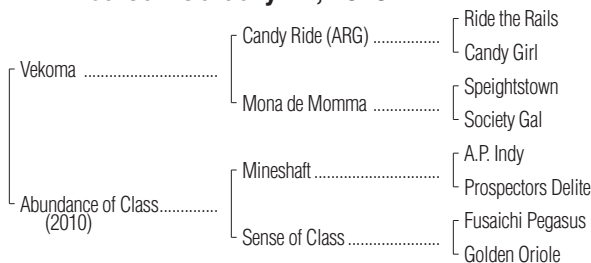 Ride the Rails
Candy Ride (ARG) ................
Candy Girl
Vekoma ................................
Speightstown
Mona de Momma ................
Society Gal
A.P. Indy
Mineshaft ..............................
Prospectors Delite
Abundance of Class..............
(2010)
Fusaichi Pegasus
Sense of Class ......................
Golden Oriole